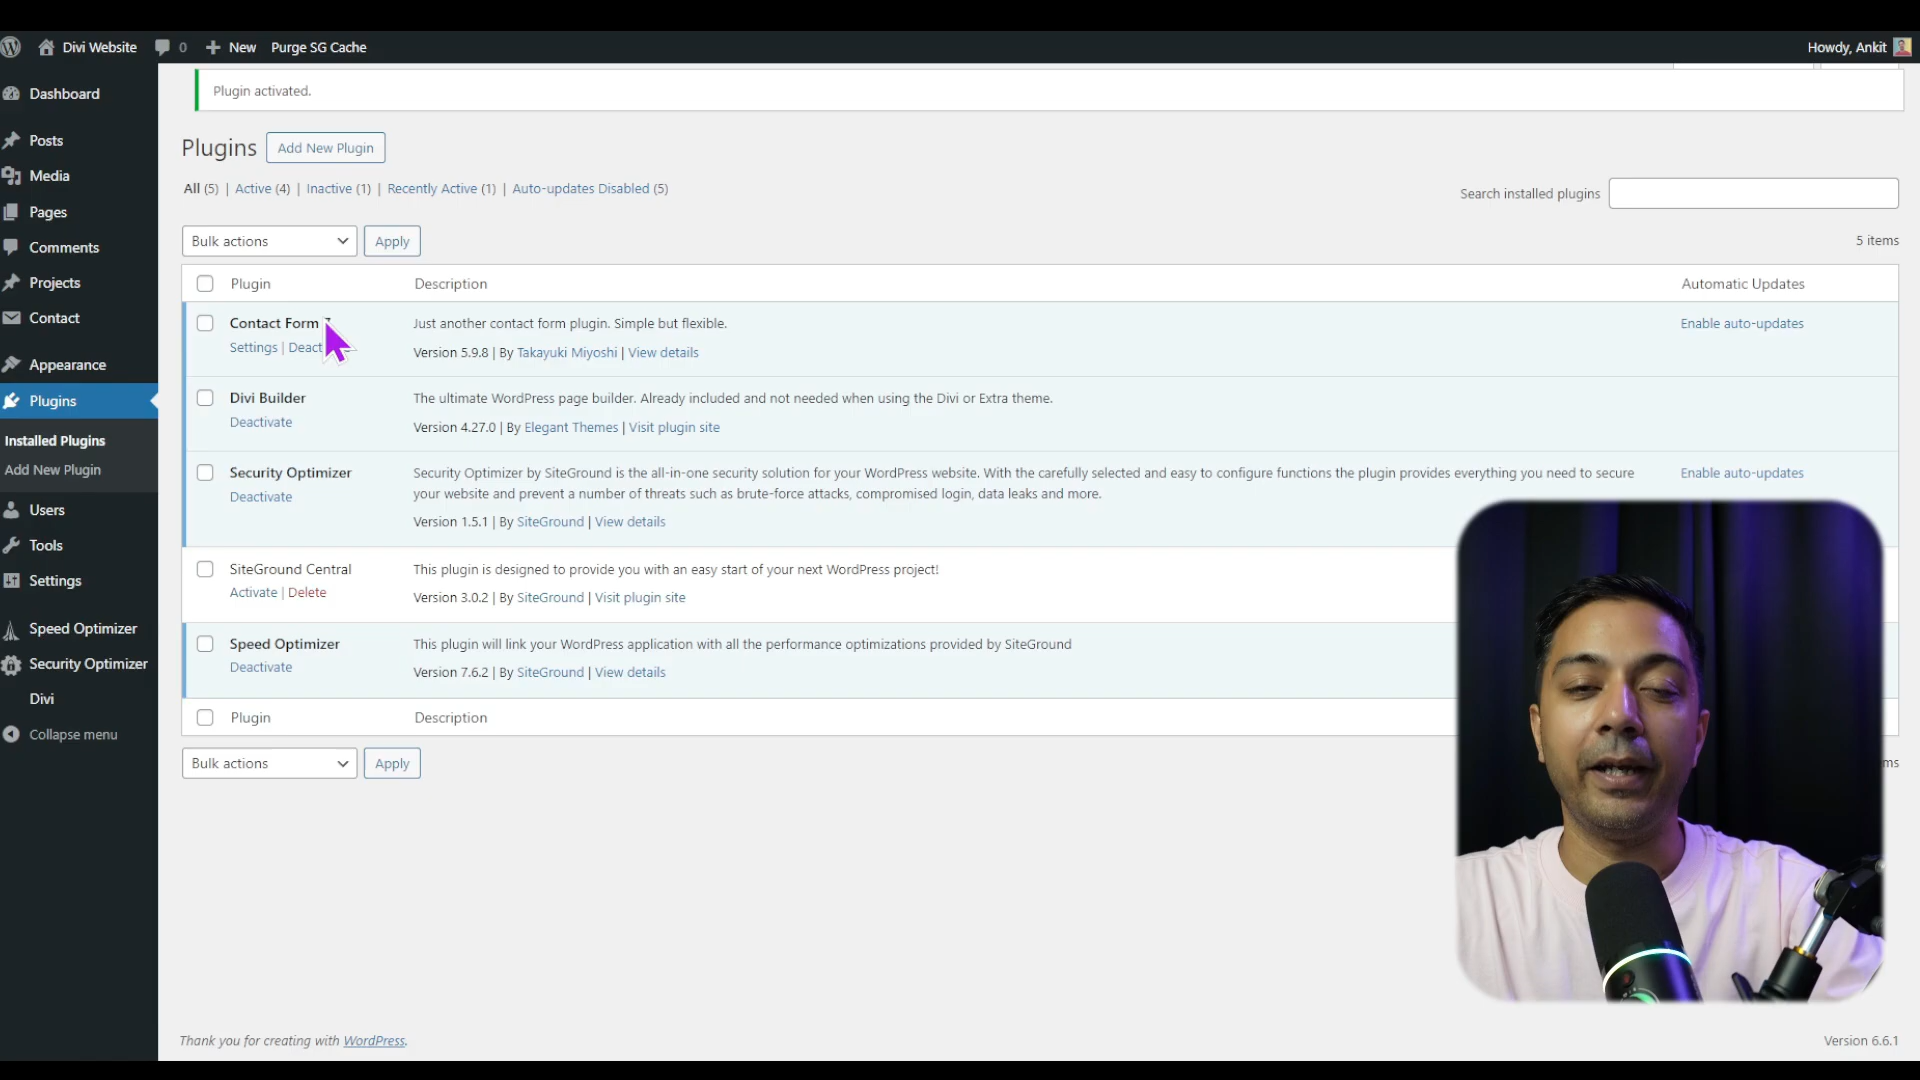 Divi Website 0 New Purge SG Cache Howdy, Ankit
Dashboard
Posts
Media
Pages
Comments
Projects
Contact
Appearance
Plugins
Installed Plugins
Add New Plugin
Users
Tools
Settings
Speed Optimizer
Security Optimizer
Divi
Collapse menu
Plugin activated.
Plugins Add New Plugin
All (5) | Active (4) | Inactive (1) | Recently Active (1) | Auto-updates Disabled (5)
Search installed plugins
Bulk actions Apply 5 items
Plugin Description Automatic Updates
Contact Form Just another contact form plugin. Simple but flexible. Enable auto-updates
Settings | Version 5.9.8 | By Takayuki Miyoshi | View details
Divi Builder The ultimate WordPress page builder. Already included and not needed when using the Divi or Extra theme.
Deactivate Version 4.27.0 | By Elegant Themes | Visit plugin site
Security Optimizer Security Optimizer by SiteGround is the all-in-one security solution for your WordPress website. With the carefully selected and easy to configure functions the plugin provides everything you need to secure Enable auto-updates
Deactivate your website and prevent a number of threats such as brute-force attacks, compromised login, data leaks and more.
Version 1.5.1 | By SiteGround | View details
SiteGround Central This plugin is designed to provide you with an easy start of your next WordPress project!
Activate | Delete Version 3.0.2 | By SiteGround | Visit plugin site
Speed Optimizer This plugin will link your WordPress application with all the performance optimizations provided by SiteGround
Deactivate Version 7.6.2 | By SiteGround | View details
Plugin Description
Bulk actions Apply
Thank you for creating with WordPress. Version 6.6.1